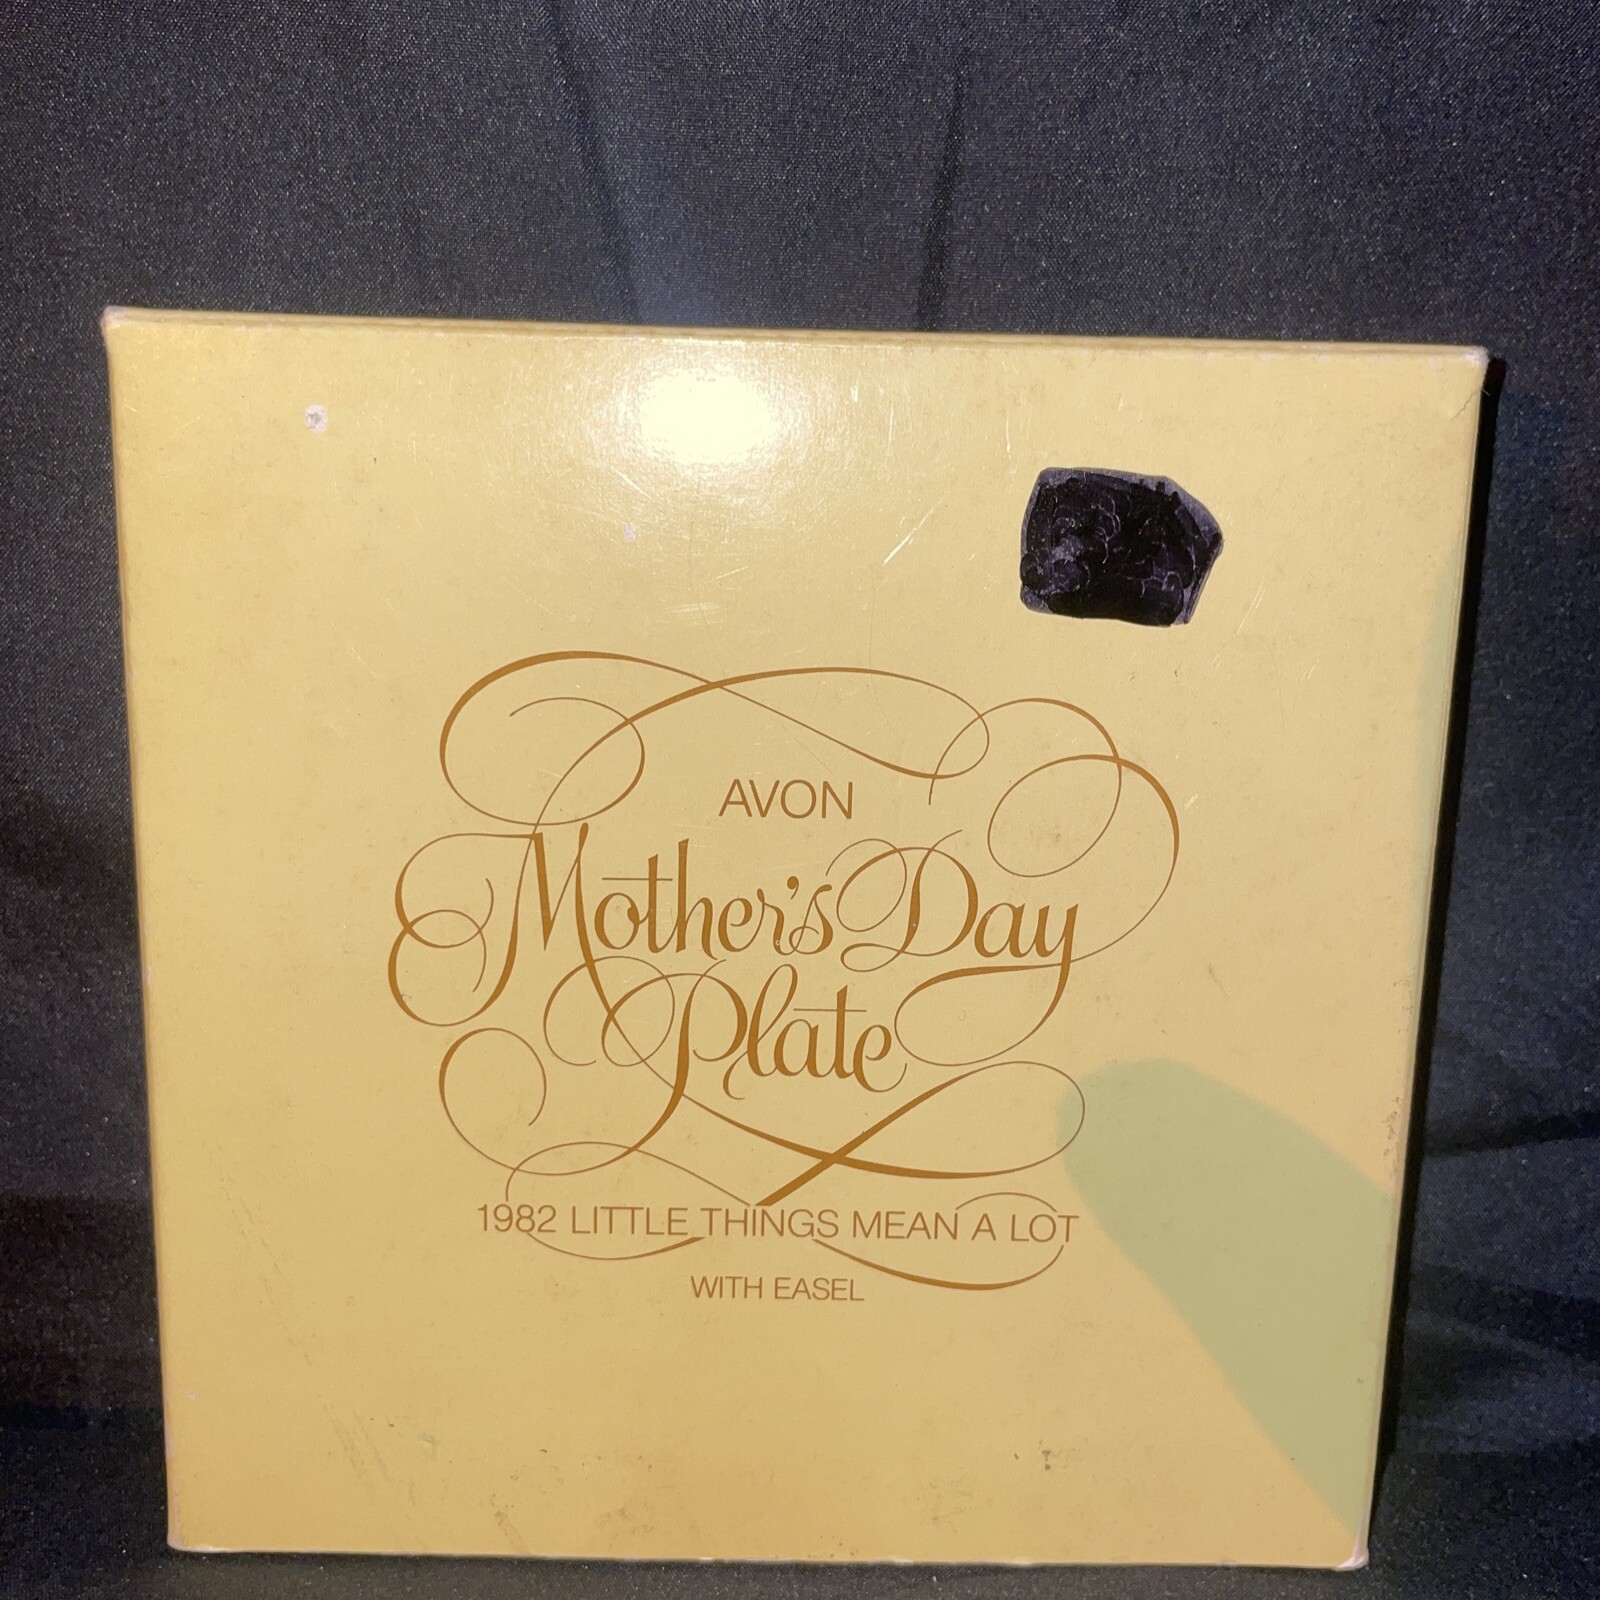 AVON
Mother's Day
Plate
1982 LITTLE THINGS MEAN A LOT
WITH EASEL